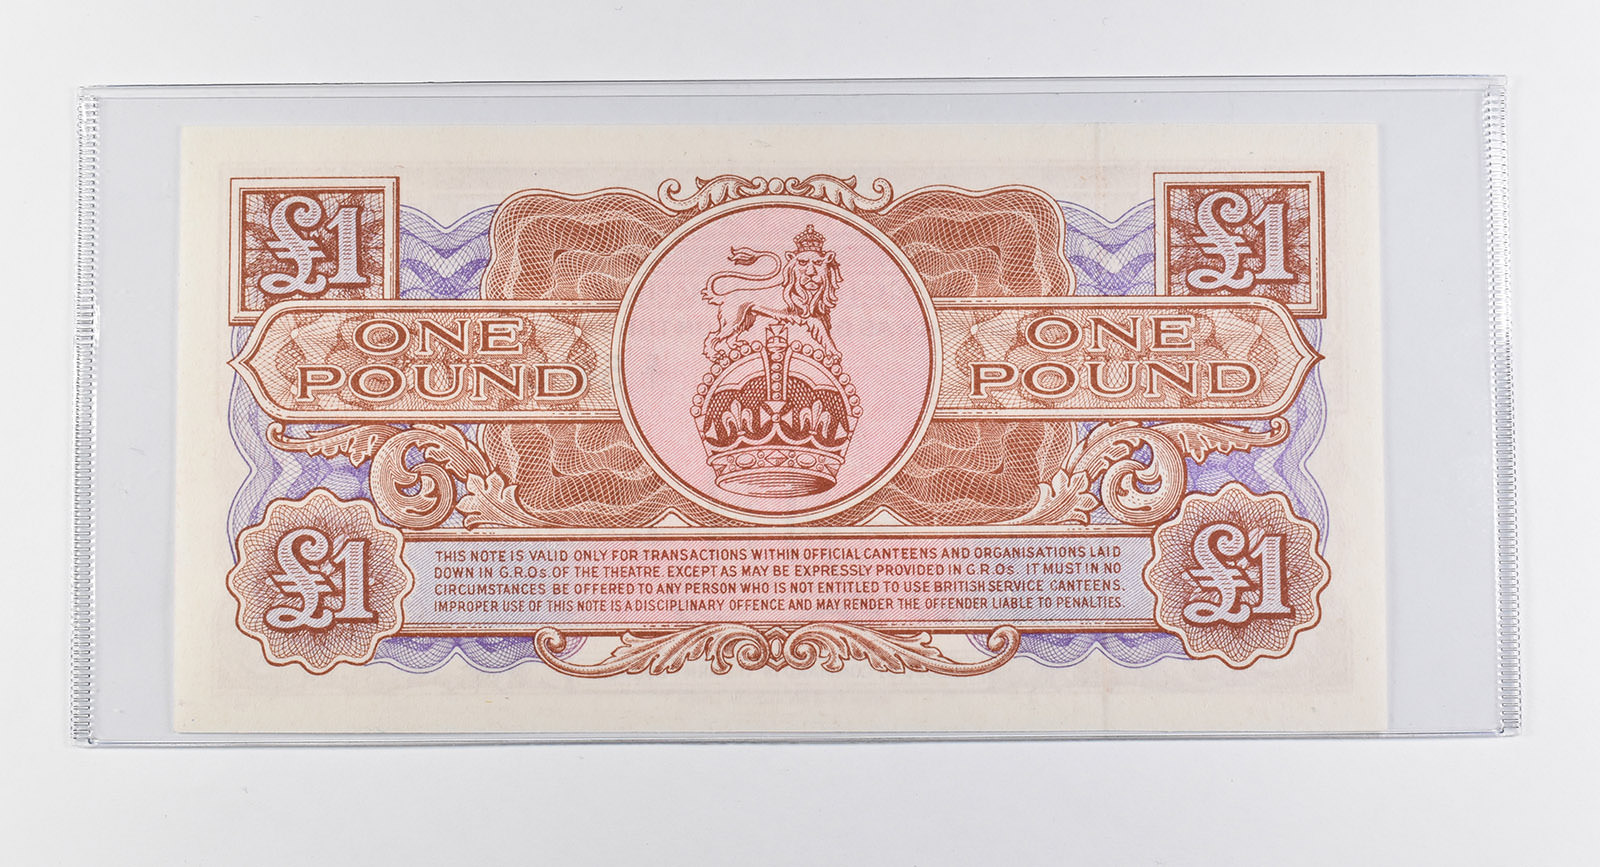 £1
£1
ONE
POUND
ONE
POUND
THIS NOTE IS VALID ONLY FOR TRANSACTIONS WITHIN OFFICIAL CANTEENS AND ORGANISATIONS LAID
DOWN IN G.R.Os. OF THE THEATRE. EXCEPT AS MAY BE EXPRESSLY PROVIDED IN G.R.Os. IT MUST IN NO
CIRCUMSTANCES BE OFFERED TO ANY PERSON WHO IS NOT ENTITLED TO USE BRITISH SERVICE CANTEENS.
IMPROPER USE OF THIS NOTE IS A DISCIPLINARY OFFENCE AND MAY RENDER THE OFFENDER LIABLE TO PENALTIES.
£1
£1